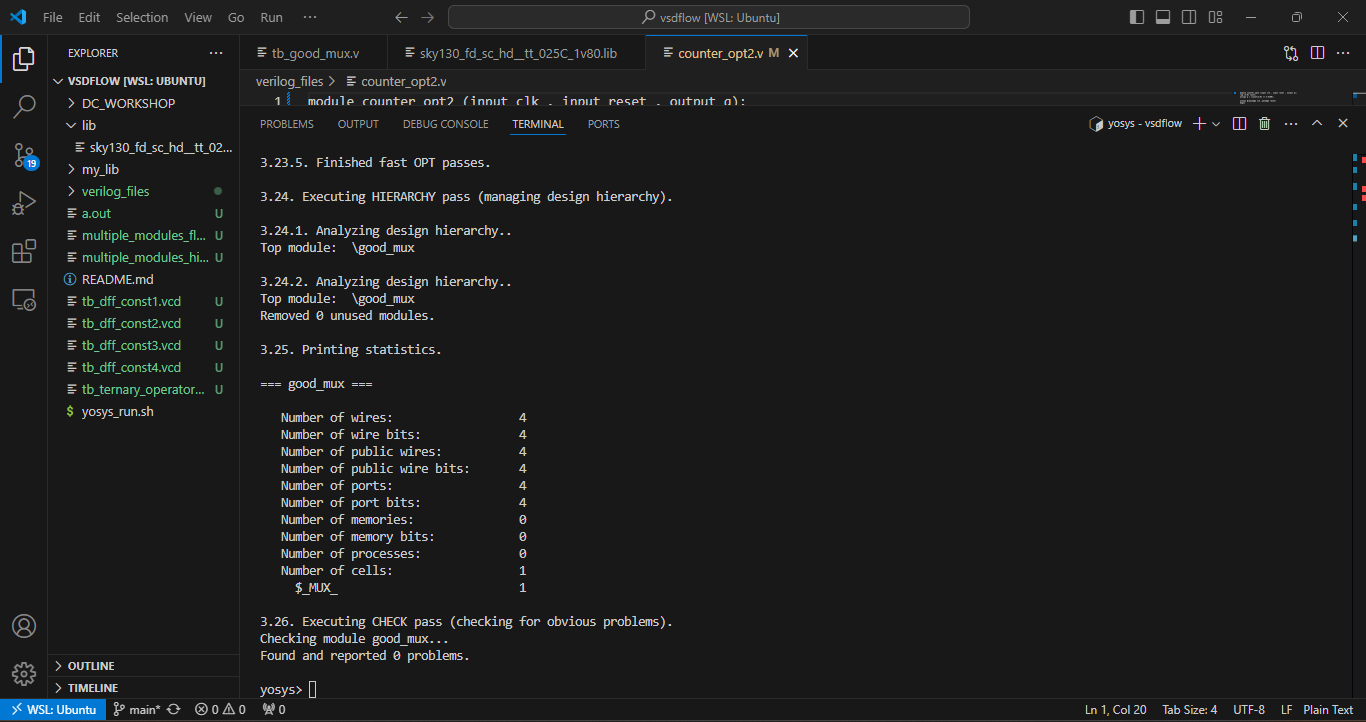 File Edit Selection View Go Run ··· vsdflow [WSL: Ubuntu]
EXPLORER ···
VSDFLOW [WSL: UBUNTU]
DC_WORKSHOP
lib
sky130_fd_sc_hd__tt_02...
my_lib
verilog_files
a.out U
multiple_modules_fl... U
multiple_modules_hi... U
README.md
tb_dff_const1.vcd U
tb_dff_const2.vcd U
tb_dff_const3.vcd U
tb_dff_const4.vcd U
tb_ternary_operator... U
$ yosys_run.sh
OUTLINE
TIMELINE
19
tb_good_mux.v sky130_fd_sc_hd__tt_025C_1v80.lib counter_opt2.v M
verilog_files > counter_opt2.v
1 module counter_opt2 (input clk , input reset , output q);
PROBLEMS OUTPUT DEBUG CONSOLE TERMINAL PORTS yosys - vsdflow
3.23.5. Finished fast OPT passes.
3.24. Executing HIERARCHY pass (managing design hierarchy).
3.24.1. Analyzing design hierarchy..
Top module:  \good_mux
3.24.2. Analyzing design hierarchy..
Top module:  \good_mux
Removed 0 unused modules.
3.25. Printing statistics.
=== good_mux ===
Number of wires: 4
Number of wire bits: 4
Number of public wires: 4
Number of public wire bits: 4
Number of ports: 4
Number of port bits: 4
Number of memories: 0
Number of memory bits: 0
Number of processes: 0
Number of cells: 1
$_MUX_ 1
3.26. Executing CHECK pass (checking for obvious problems).
Checking module good_mux...
Found and reported 0 problems.
yosys>
WSL: Ubuntu main* 0 0 0 Ln 1, Col 20 Tab Size: 4 UTF-8 LF Plain Text